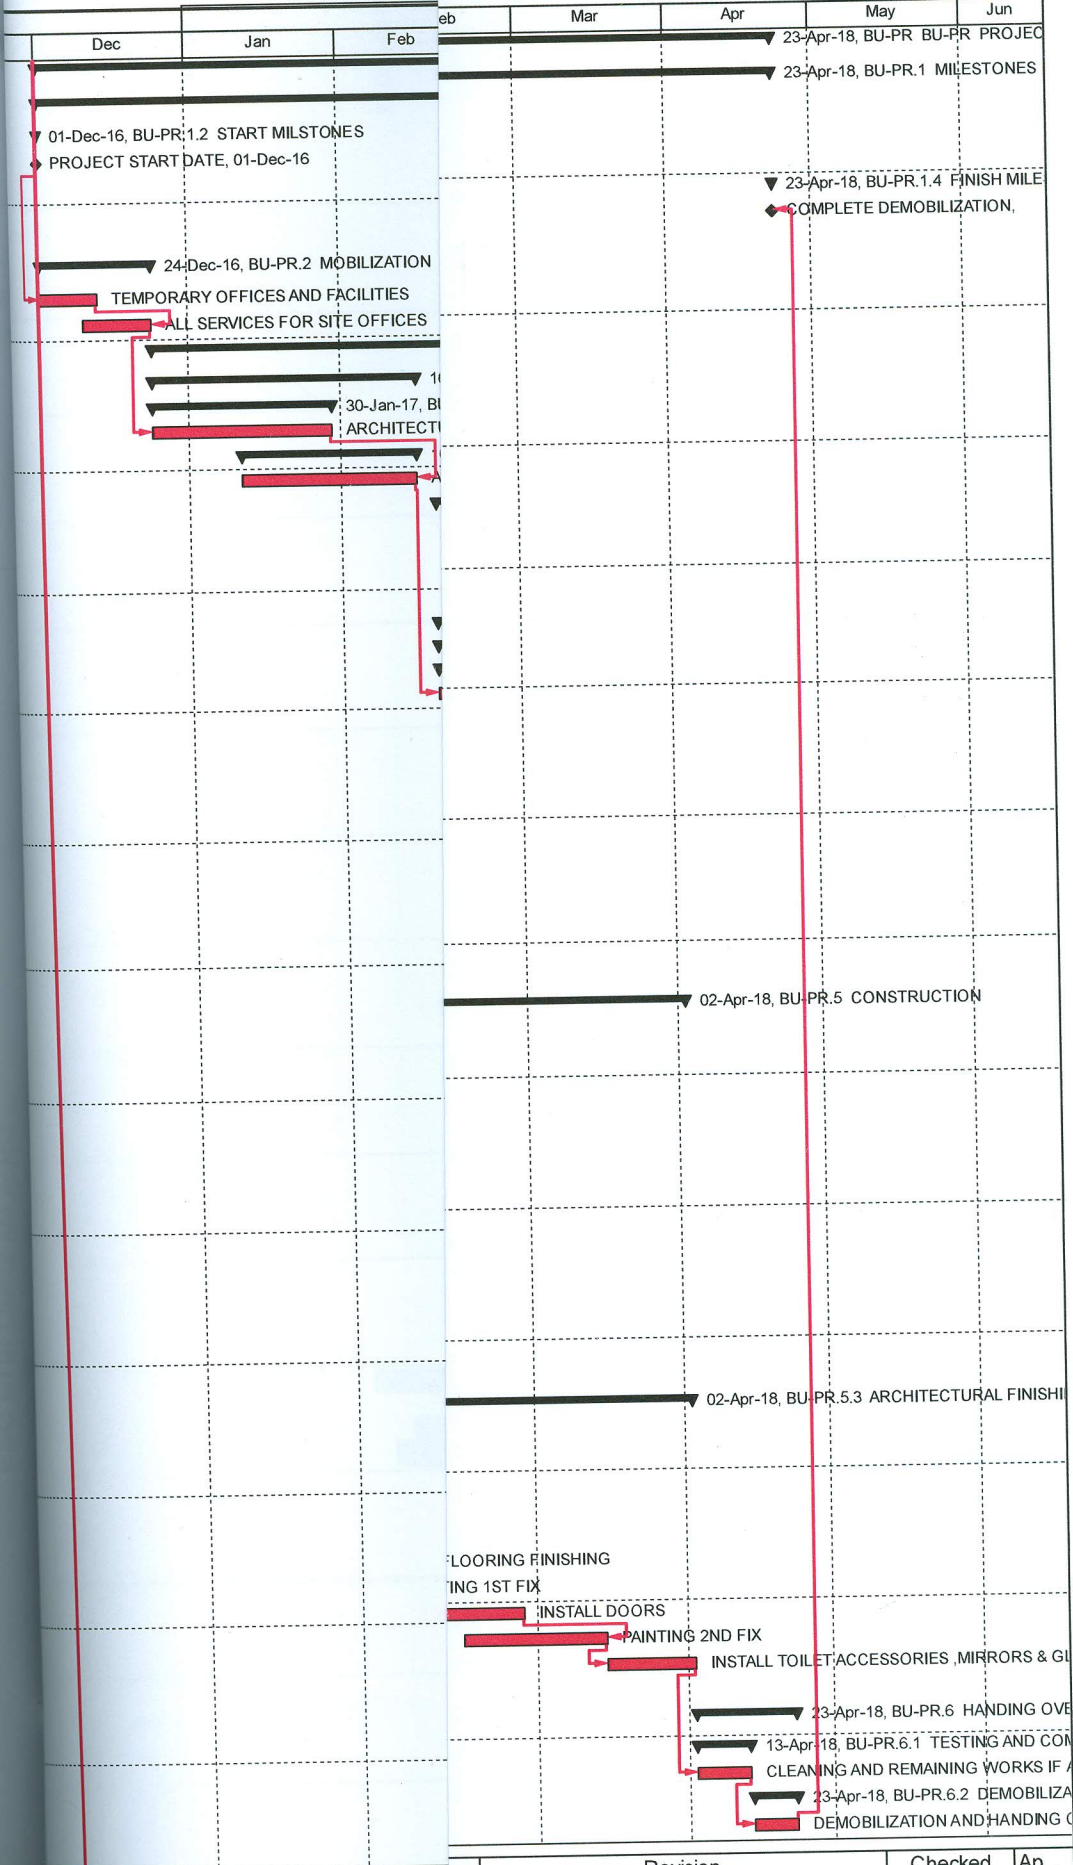 eb Mar Apr May Jun
Dec Jan Feb
23-Apr-18, BU-PR BU-PR PROJEC
23-Apr-18, BU-PR.1 MILESTONES
01-Dec-16, BU-PR.1.2 START MILSTONES
PROJECT START DATE, 01-Dec-16
23-Apr-18, BU-PR.1.4 FINISH MILE
COMPLETE DEMOBILIZATION,
24-Dec-16, BU-PR.2 MOBILIZATION
TEMPORARY OFFICES AND FACILITIES
ALL SERVICES FOR SITE OFFICES
30-Jan-17, BU
ARCHITECTU
02-Apr-18, BU-PR.5 CONSTRUCTION
02-Apr-18, BU-PR.5.3 ARCHITECTURAL FINISHI
FLOORING FINISHING
TING 1ST FIX
INSTALL DOORS
PAINTING 2ND FIX
INSTALL TOILET ACCESSORIES ,MIRRORS & GL
23-Apr-18, BU-PR.6 HANDING OVE
13-Apr-18, BU-PR.6.1 TESTING AND COM
CLEANING AND REMAINING WORKS IF A
23-Apr-18, BU-PR.6.2 DEMOBILIZA
DEMOBILIZATION AND HANDING O
Revision Checked Ap